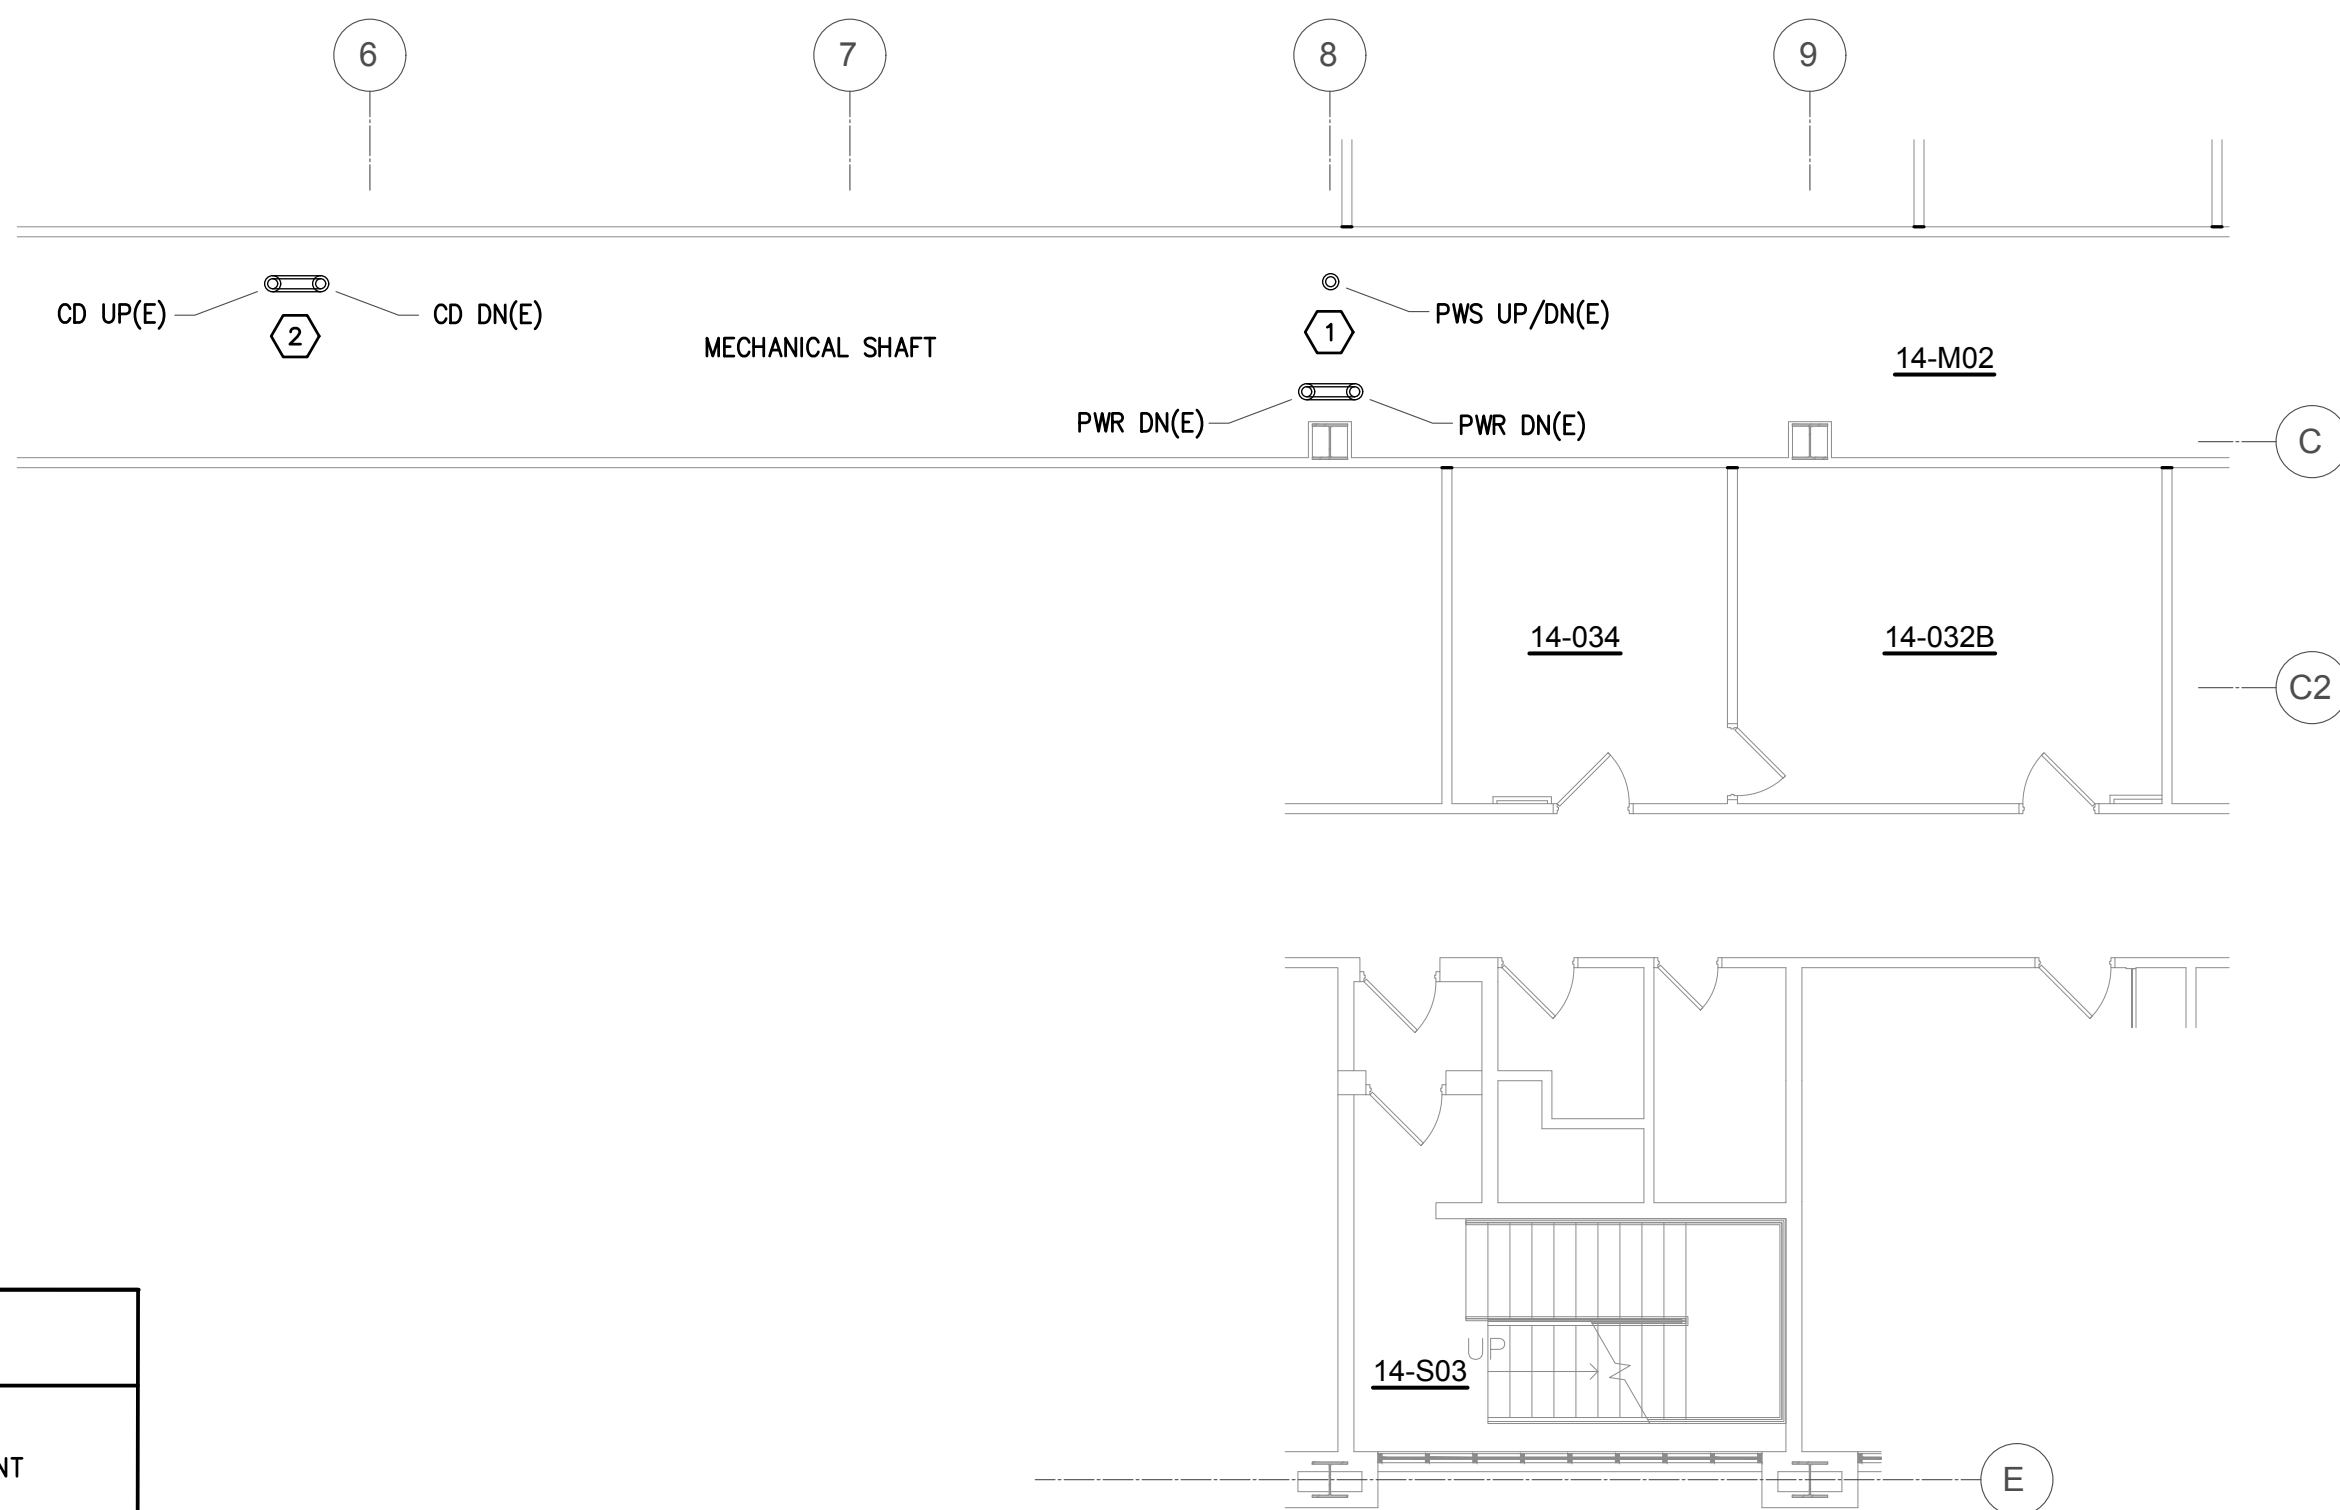 6
7
8
9
CD UP(E)
CD DN(E)
2
MECHANICAL SHAFT
PWS UP/DN(E)
1
14-M02
PWR DN(E)
PWR DN(E)
C
14-034
14-032B
C2
UP
14-S03
NT
E